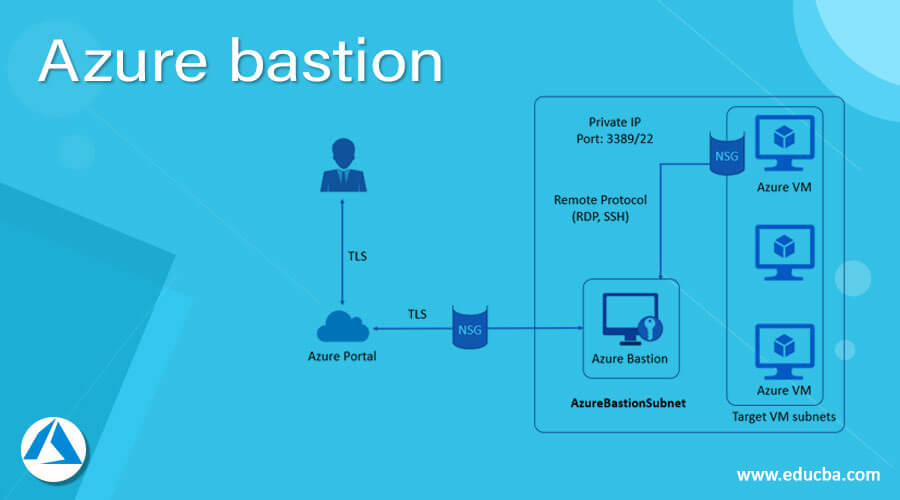 Azure bastion
Private IP
Port: 3389/22
NSG
Azure VM
Remote Protocol
(RDP, SSH)
TLS
TLS
NSG
Azure Portal
Azure Bastion
AzureBastionSubnet
Azure VM
Target VM subnets
www.educba.com